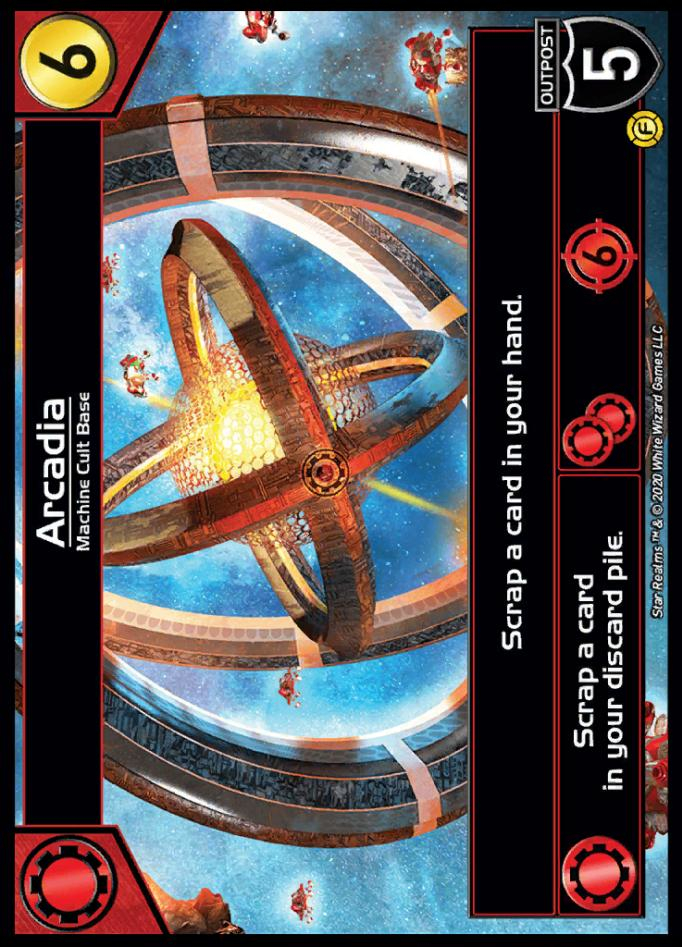 Arcadia
6
Machine Cult Base
Scrap a card in your hand.
OUTPOST
5
Scrap a card
in your discard pile.
6
F
Star Realms™ & © 2020 White Wizard Games LLC